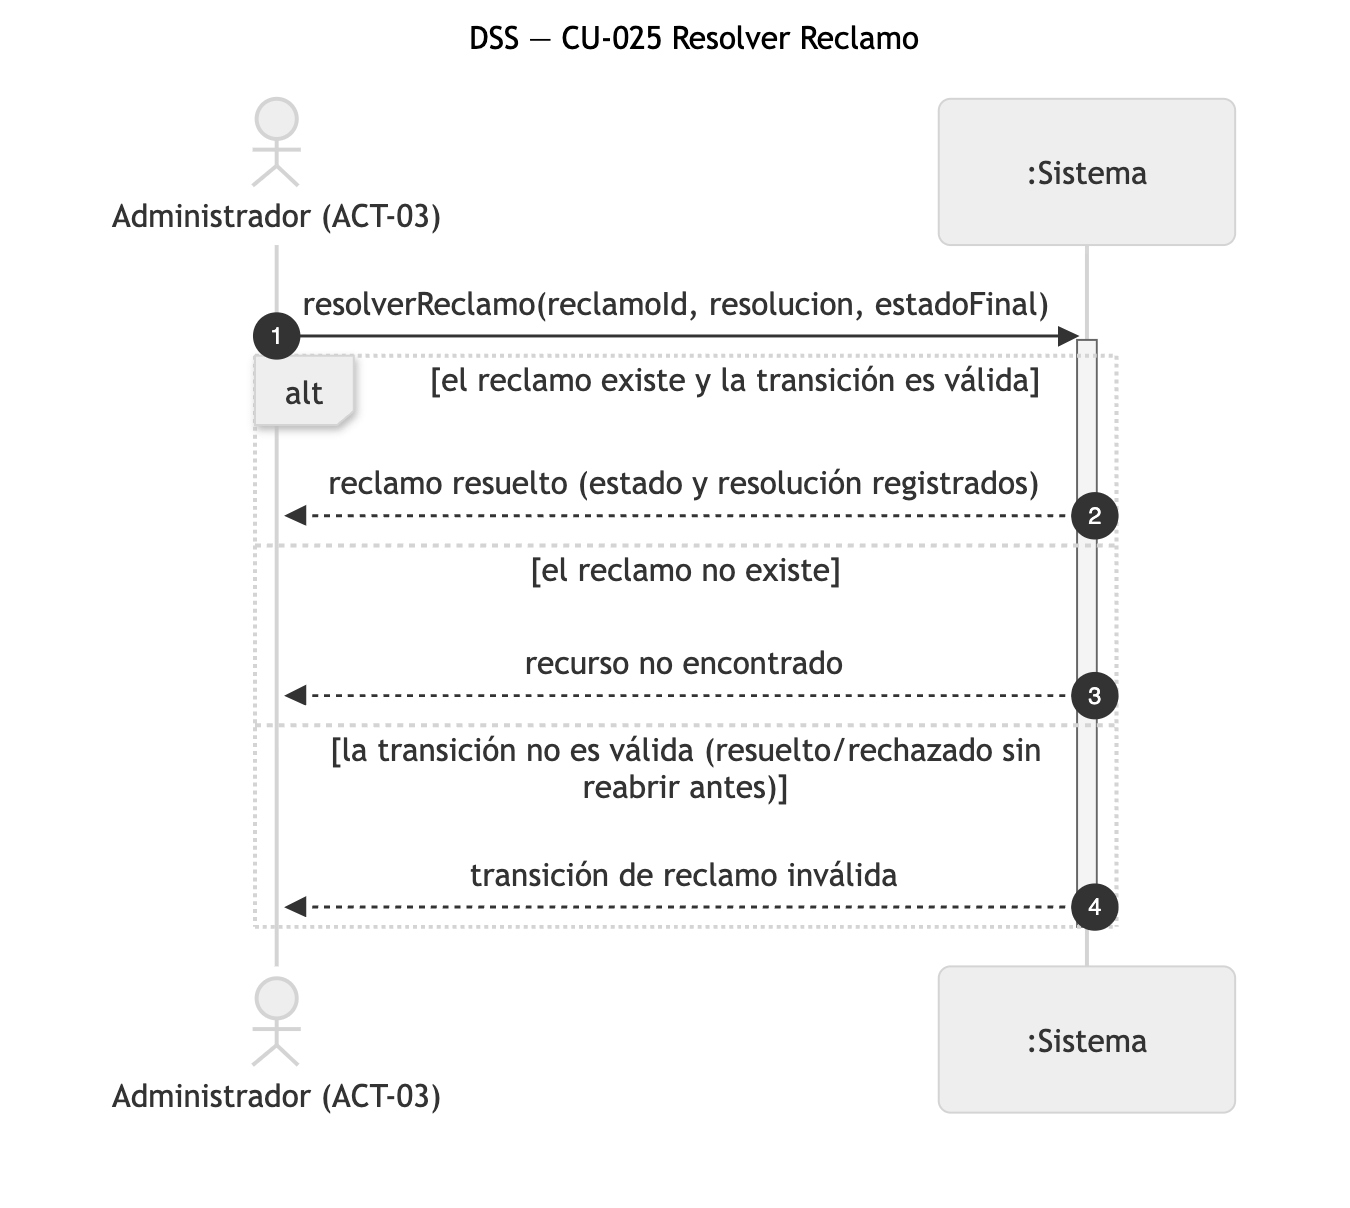 DSS — CU-025 Resolver Reclamo
Administrador (ACT-03)
:Sistema
resolverReclamo(reclamoId, resolucion, estadoFinal)
1
alt
[el reclamo existe y la transición es válida]
reclamo resuelto (estado y resolución registrados)
2
[el reclamo no existe]
recurso no encontrado
3
[la transición no es válida (resuelto/rechazado sin
reabrir antes)]
transición de reclamo inválida
4
Administrador (ACT-03)
:Sistema